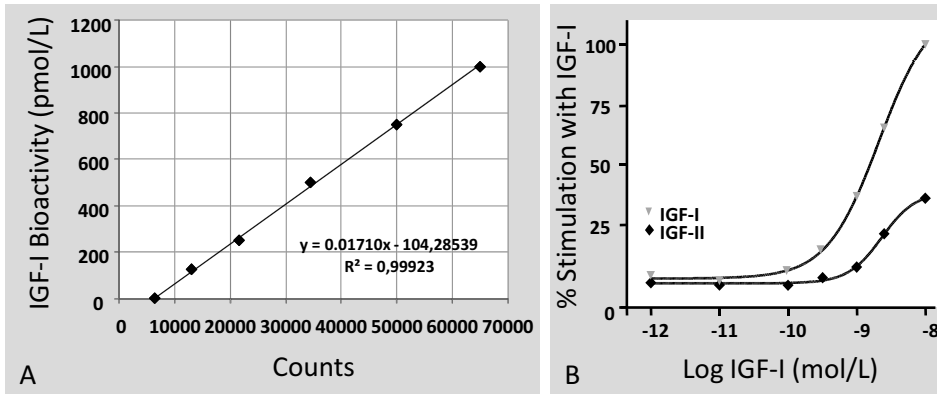 IGF-I Bioactivity (pmol/L)
1200
1000
800
600
400
200
0
y = 0.01710x - 104,28539
R² = 0,99923
0 10000 20000 30000 40000 50000 60000 70000
Counts
A
% Stimulation with IGF-I
100
75
50
25
0
IGF-I
IGF-II
-12 -11 -10 -9 -8
Log IGF-I (mol/L)
B